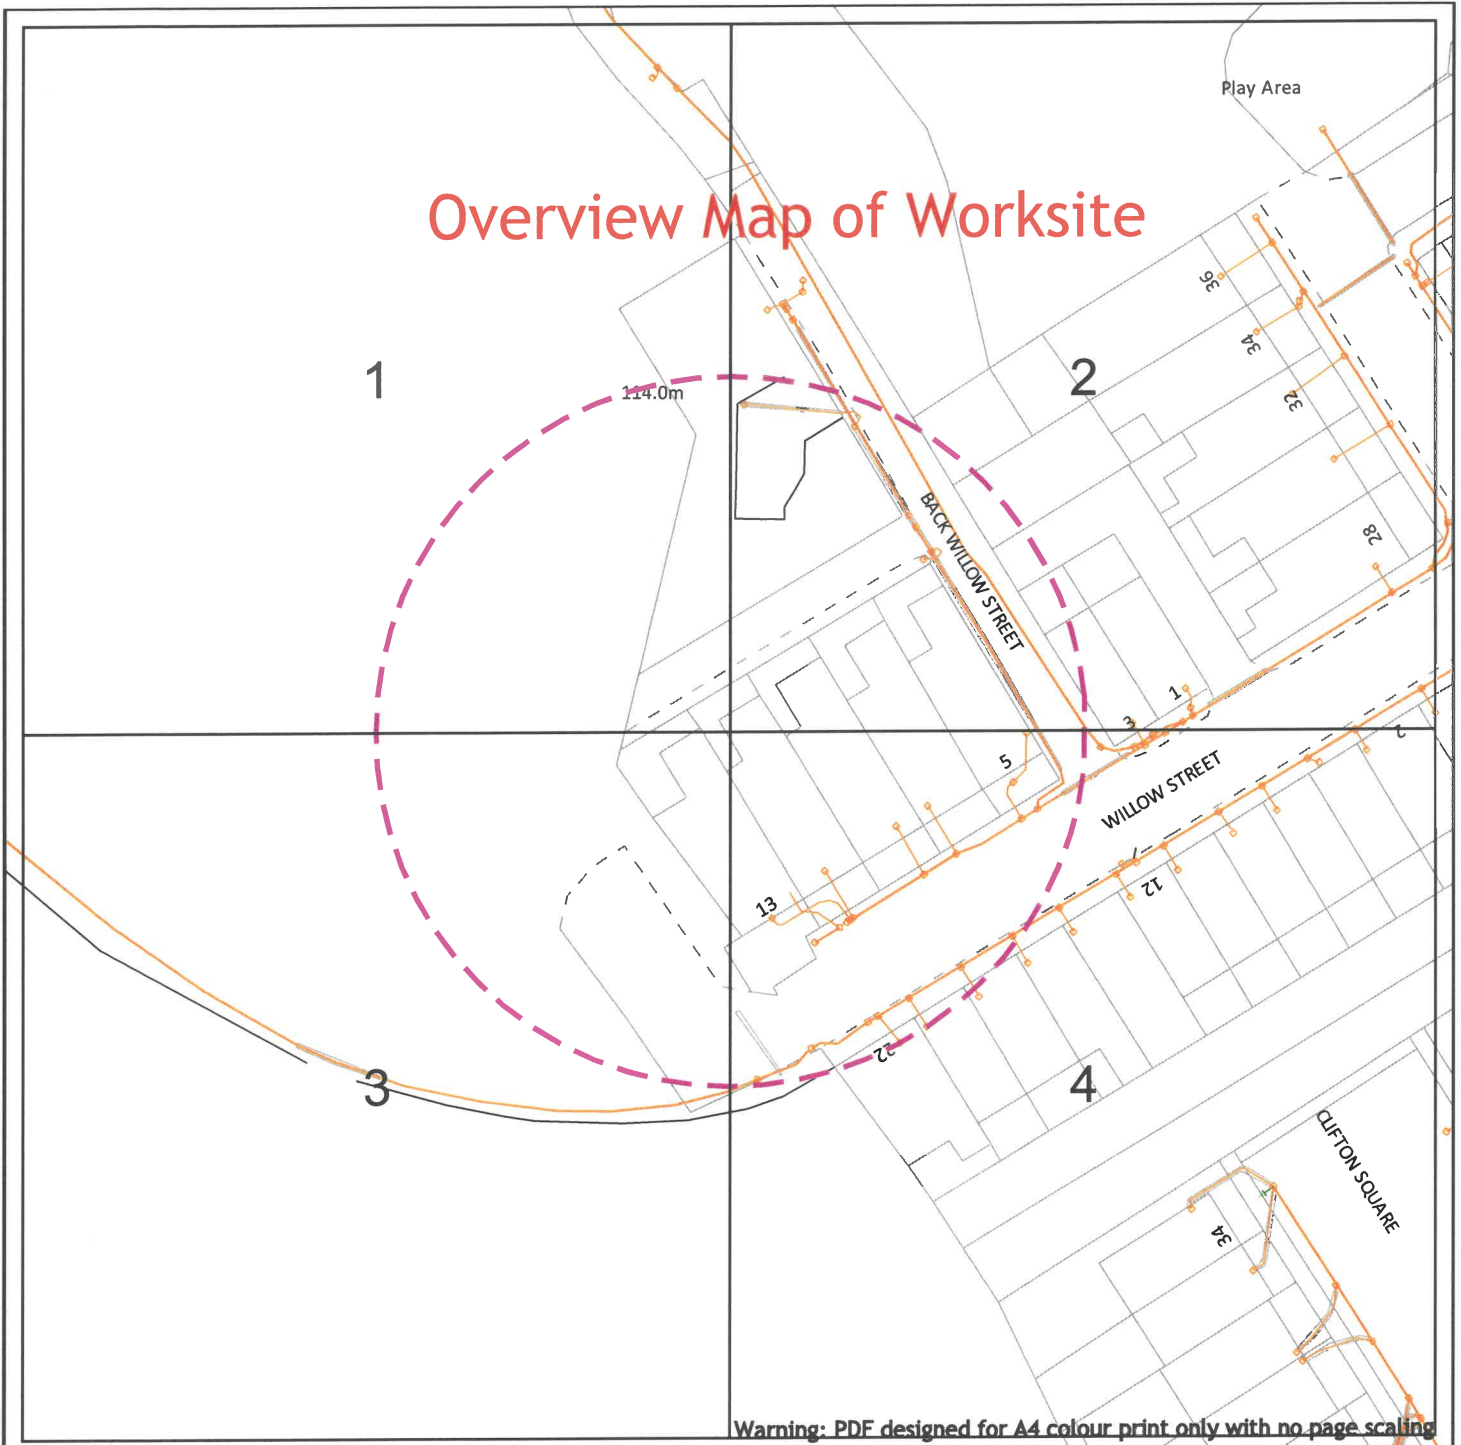 Play Area
Overview Map of Worksite
36
1
2
34
114.0m
32
BACK WILLOW STREET
28
1
3
2
5
WILLOW STREET
12
13
22
3
4
CLIFTON SQUARE
34
Warning: PDF designed for A4 colour print only with no page scaling